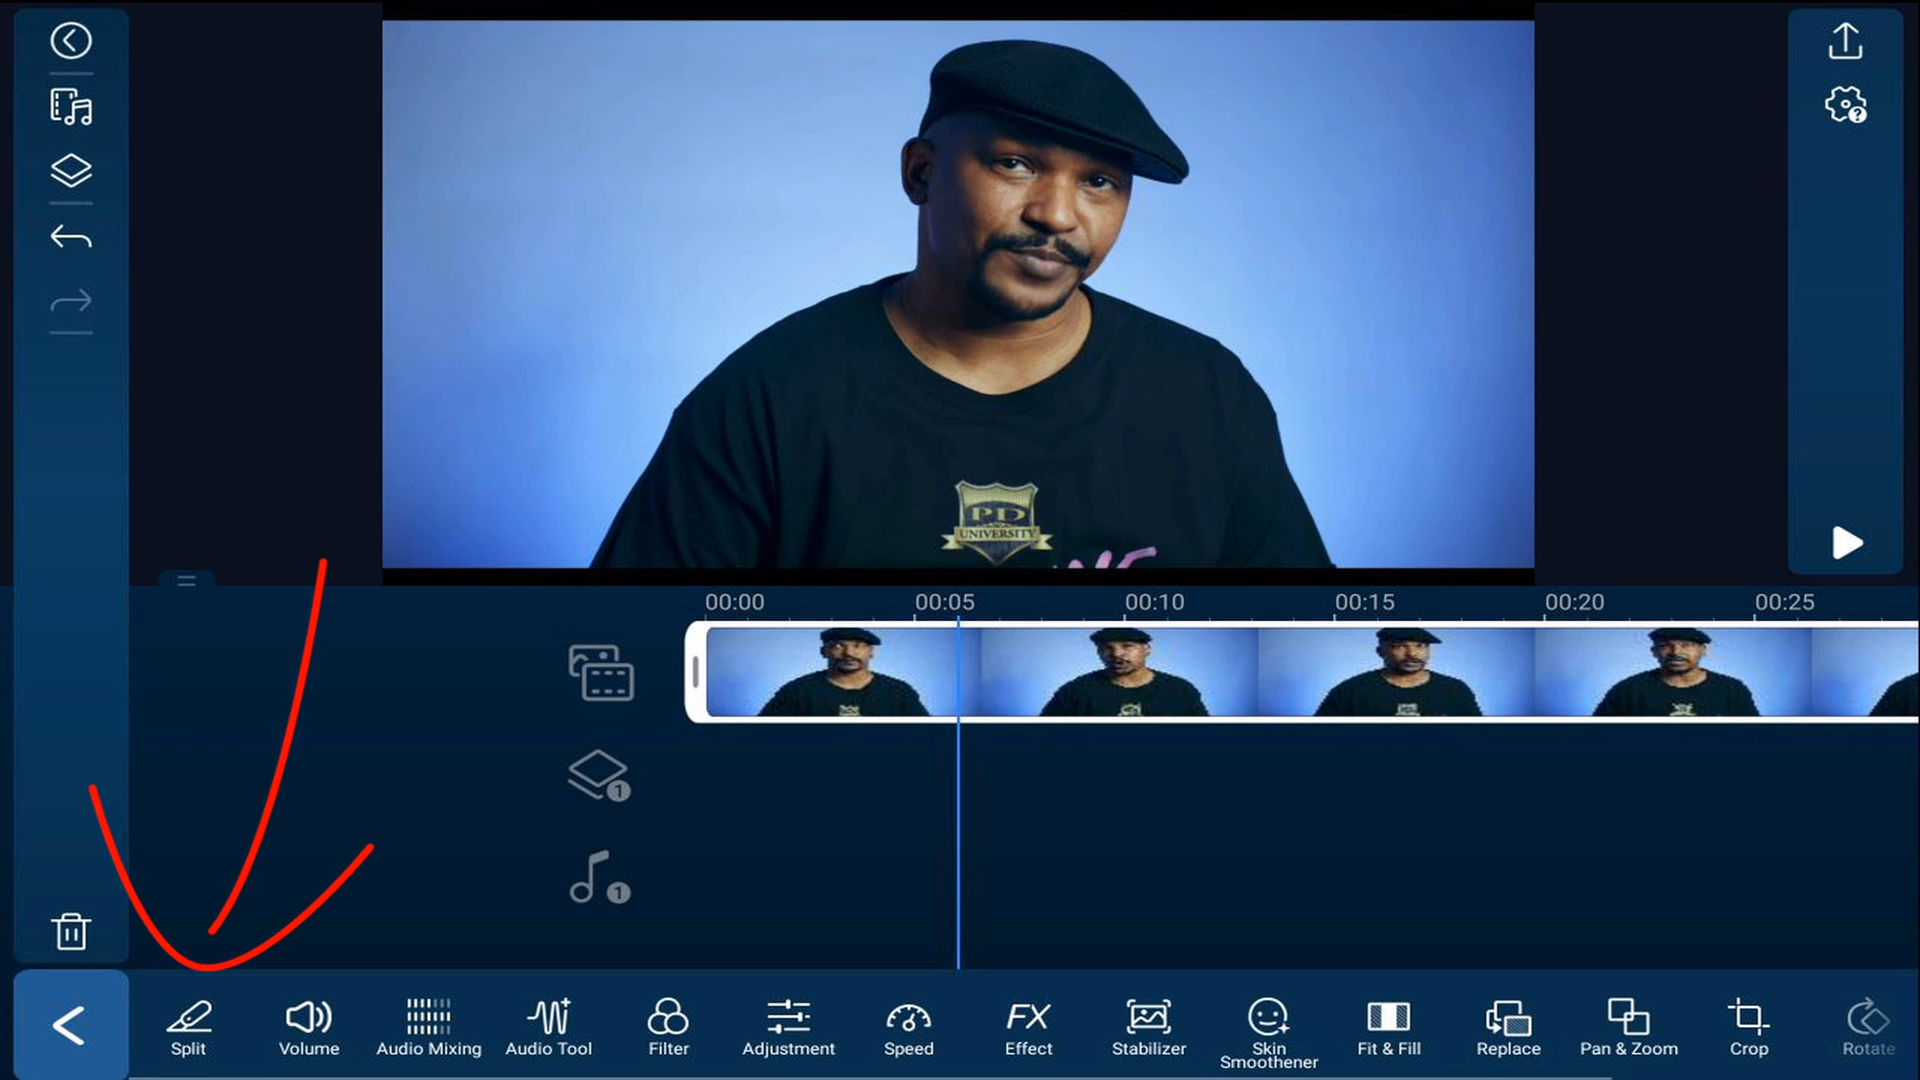 PD
UNIVERSITY
00:00 00:05 00:10 00:15 00:20 00:25
1
1
Split Volume Audio Mixing Audio Tool Filter Adjustment Speed FX Effect Stabilizer Skin Smoothener Fit & Fill Replace Pan & Zoom Crop Rotate